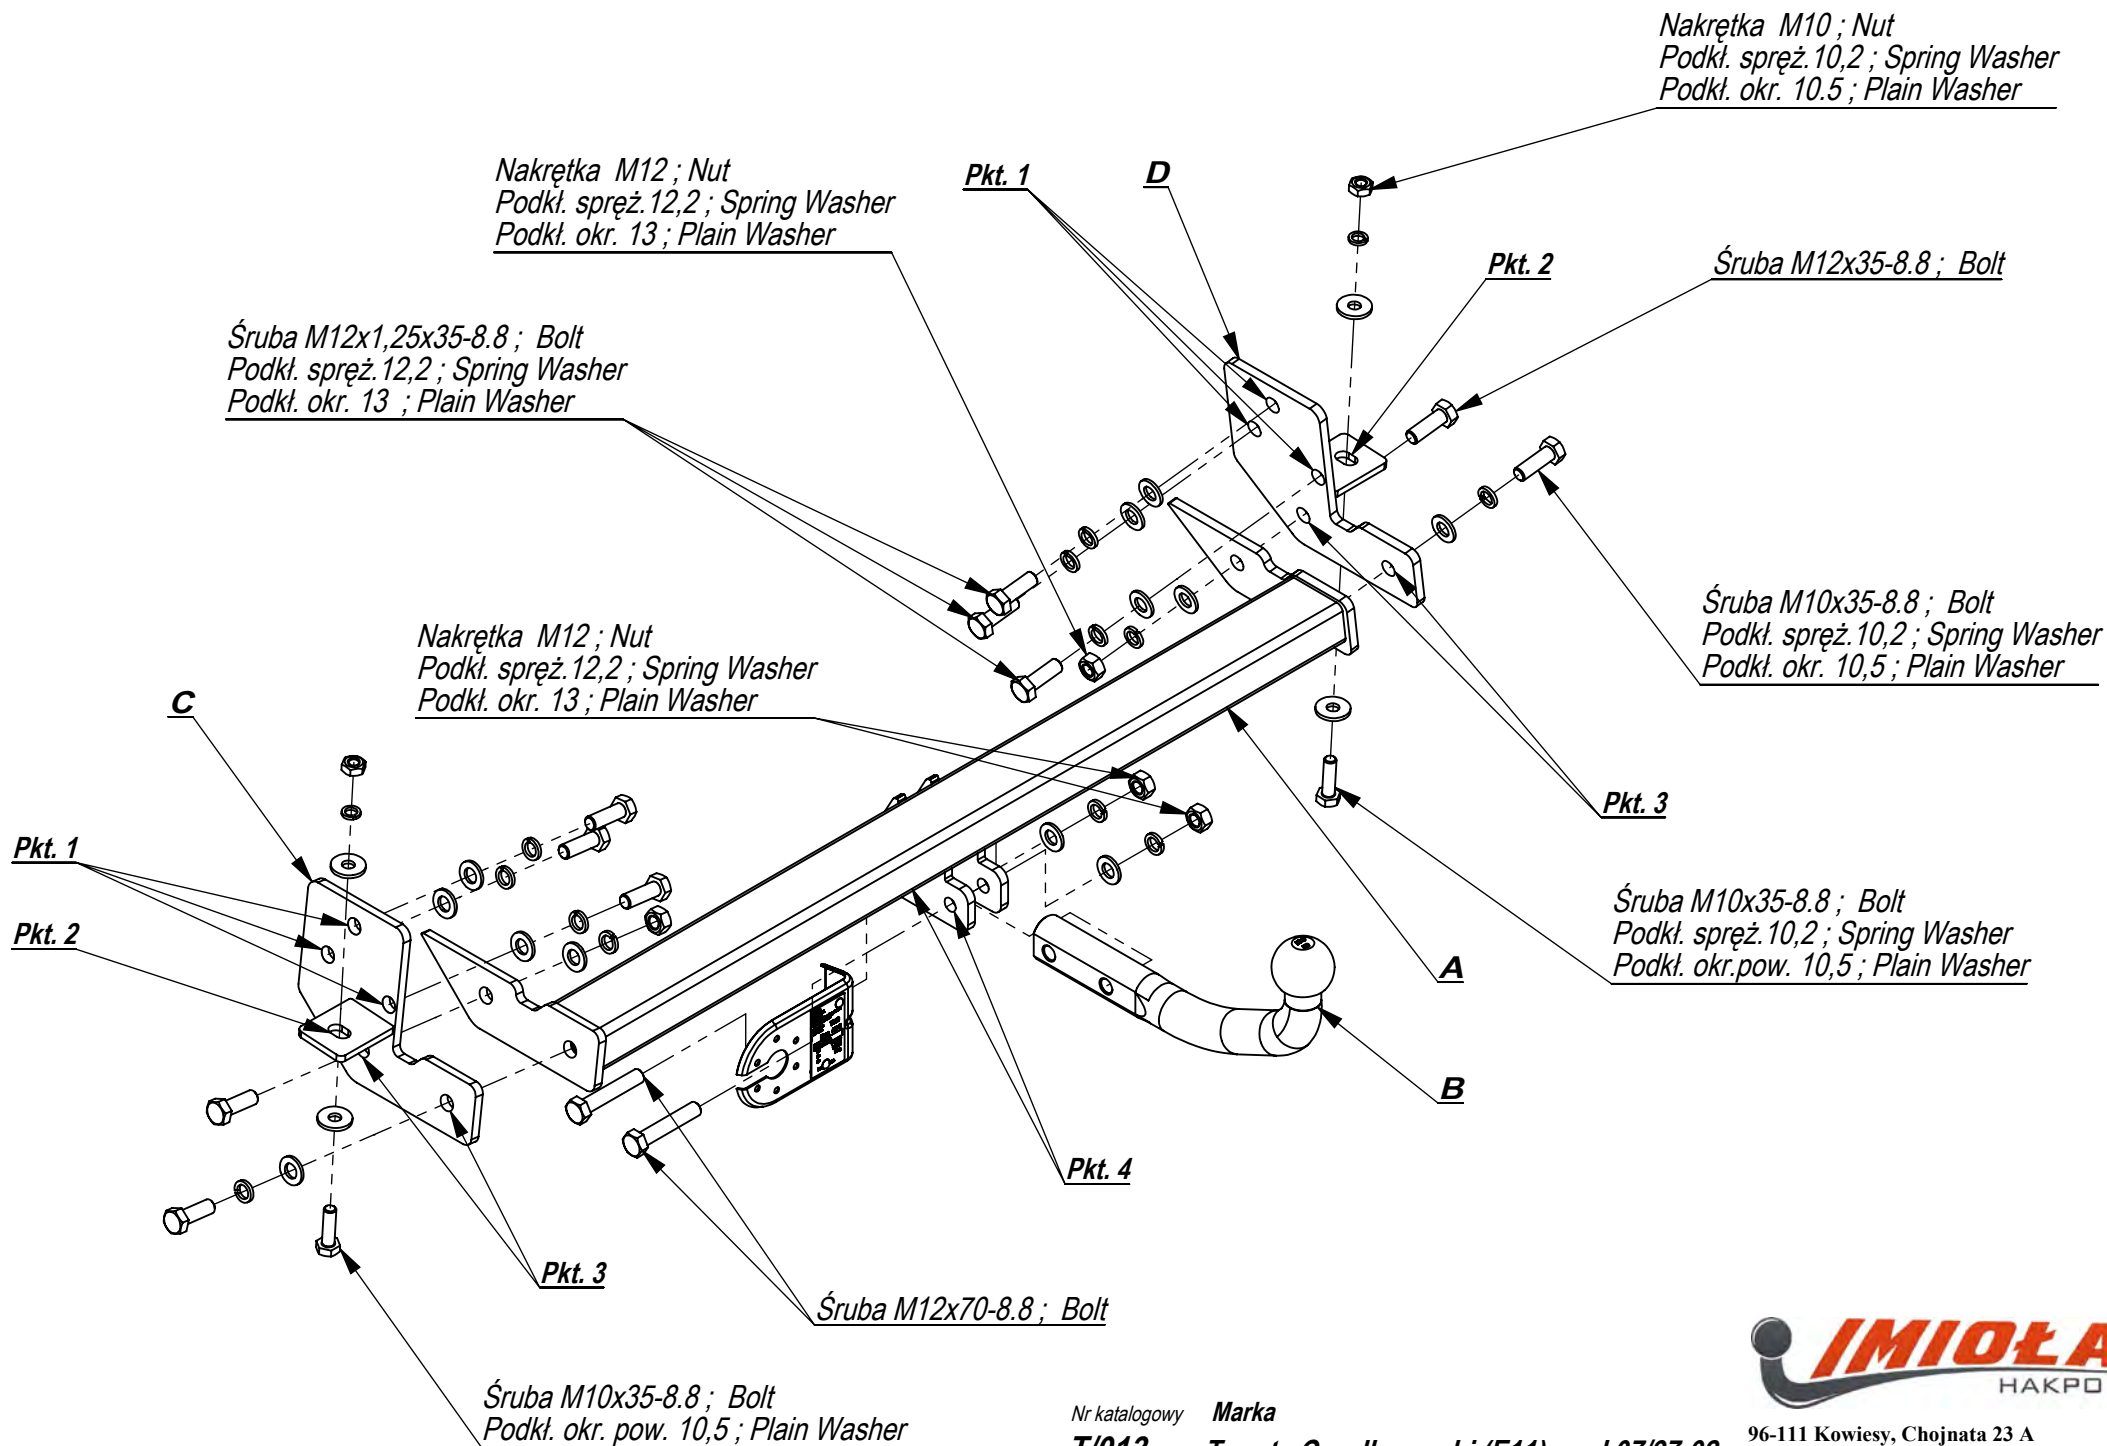 Nakrętka M10 ; Nut
Podkł. spręż.10,2 ; Spring Washer
Podkł. okr. 10.5 ; Plain Washer
Nakrętka M12 ; Nut
Podkł. spręż.12,2 ; Spring Washer
Podkł. okr. 13 ; Plain Washer
Pkt. 1
D
Pkt. 2
Śruba M12x35-8.8 ; Bolt
Śruba M12x1,25x35-8.8 ; Bolt
Podkł. spręż.12,2 ; Spring Washer
Podkł. okr. 13 ; Plain Washer
Śruba M10x35-8.8 ; Bolt
Podkł. spręż.10,2 ; Spring Washer
Podkł. okr. 10,5 ; Plain Washer
Nakrętka M12 ; Nut
Podkł. spręż.12,2 ; Spring Washer
Podkł. okr. 13 ; Plain Washer
C
Pkt. 3
Pkt. 1
Pkt. 2
Śruba M10x35-8.8 ; Bolt
Podkł. spręż.10,2 ; Spring Washer
Podkł. okr.pow. 10,5 ; Plain Washer
A
B
Pkt. 4
Pkt. 3
Śruba M12x70-8.8 ; Bolt
Śruba M10x35-8.8 ; Bolt
Podkł. okr. pow. 10,5 ; Plain Washer
IMIOŁA
HAKPO
Nr katalogowy Marka
T/013
96-111 Kowiesy, Chojnata 23 A